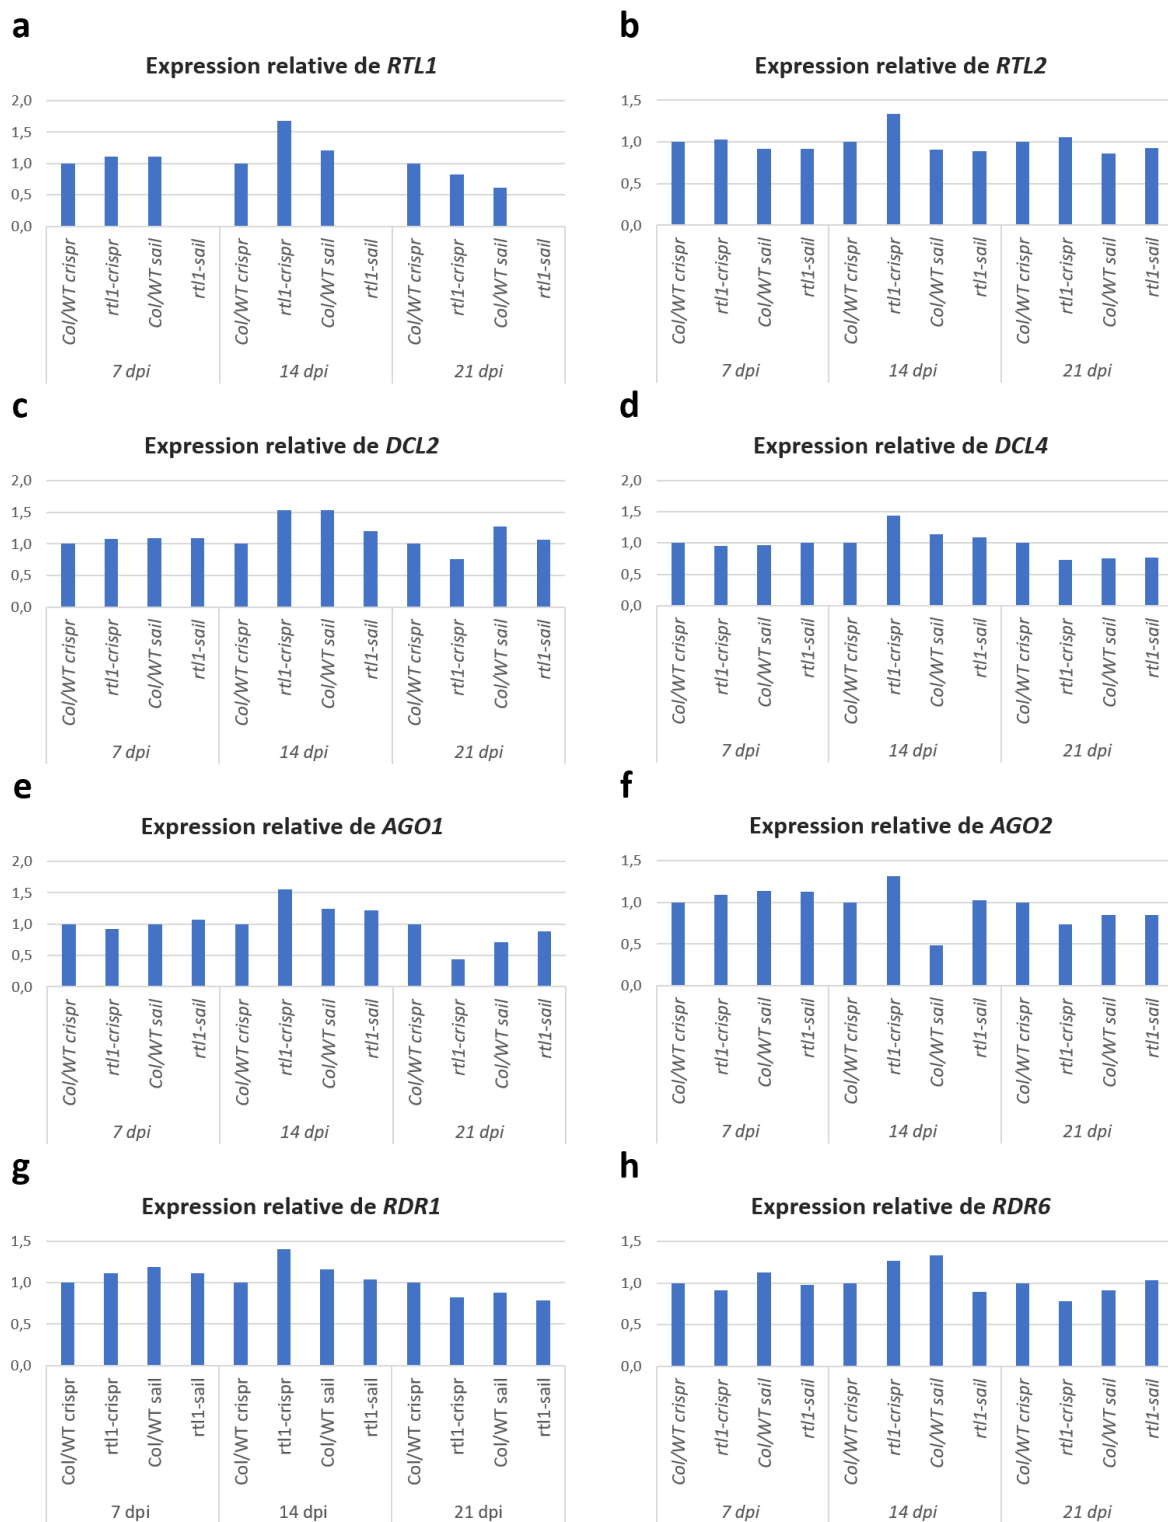 a
Expression relative de RTL1
2,0
1,5
1,0
0,5
0,0
Col/WT crispr
rtl1-crispr
Col/WT sail
rtl1-sail
Col/WT crispr
rtl1-crispr
Col/WT sail
rtl1-sail
Col/WT crispr
rtl1-crispr
Col/WT sail
rtl1-sail
7 dpi
14 dpi
21 dpi
b
Expression relative de RTL2
1,5
1,0
0,5
0,0
Col/WT crispr
rtl1-crispr
Col/WT sail
rtl1-sail
Col/WT crispr
rtl1-crispr
Col/WT sail
rtl1-sail
Col/WT crispr
rtl1-crispr
Col/WT sail
rtl1-sail
7 dpi
14 dpi
21 dpi
c
Expression relative de DCL2
2,0
1,5
1,0
0,5
0,0
Col/WT crispr
rtl1-crispr
Col/WT sail
rtl1-sail
Col/WT crispr
rtl1-crispr
Col/WT sail
rtl1-sail
Col/WT crispr
rtl1-crispr
Col/WT sail
rtl1-sail
7 dpi
14 dpi
21 dpi
d
Expression relative de DCL4
2,0
1,5
1,0
0,5
0,0
Col/WT crispr
rtl1-crispr
Col/WT sail
rtl1-sail
Col/WT crispr
rtl1-crispr
Col/WT sail
rtl1-sail
Col/WT crispr
rtl1-crispr
Col/WT sail
rtl1-sail
7 dpi
14 dpi
21 dpi
e
Expression relative de AGO1
2,0
1,5
1,0
0,5
0,0
Col/WT crispr
rtl1-crispr
Col/WT sail
rtl1-sail
Col/WT crispr
rtl1-crispr
Col/WT sail
rtl1-sail
Col/WT crispr
rtl1-crispr
Col/WT sail
rtl1-sail
7 dpi
14 dpi
21 dpi
f
Expression relative de AGO2
1,5
1,0
0,5
0,0
Col/WT crispr
rtl1-crispr
Col/WT sail
rtl1-sail
Col/WT crispr
rtl1-crispr
Col/WT sail
rtl1-sail
Col/WT crispr
rtl1-crispr
Col/WT sail
rtl1-sail
7 dpi
14 dpi
21 dpi
g
Expression relative de RDR1
1,5
1,0
0,5
0,0
Col/WT crispr
rtl1-crispr
Col/WT sail
rtl1-sail
Col/WT crispr
rtl1-crispr
Col/WT sail
rtl1-sail
Col/WT crispr
rtl1-crispr
Col/WT sail
rtl1-sail
7 dpi
14 dpi
21 dpi
h
Expression relative de RDR6
1,5
1,0
0,5
0,0
Col/WT crispr
rtl1-crispr
Col/WT sail
rtl1-sail
Col/WT crispr
rtl1-crispr
Col/WT sail
rtl1-sail
Col/WT crispr
rtl1-crispr
Col/WT sail
rtl1-sail
7 dpi
14 dpi
21 dpi